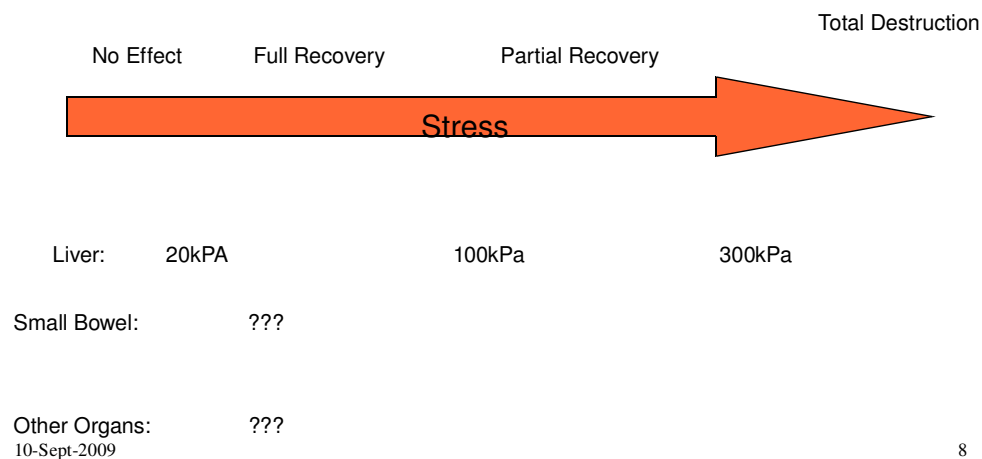 Total Destruction
No Effect Full Recovery Partial Recovery
Stress
Liver: 20kPA 100kPa 300kPa
Small Bowel: ???
Other Organs: ???
10-Sept-2009 8